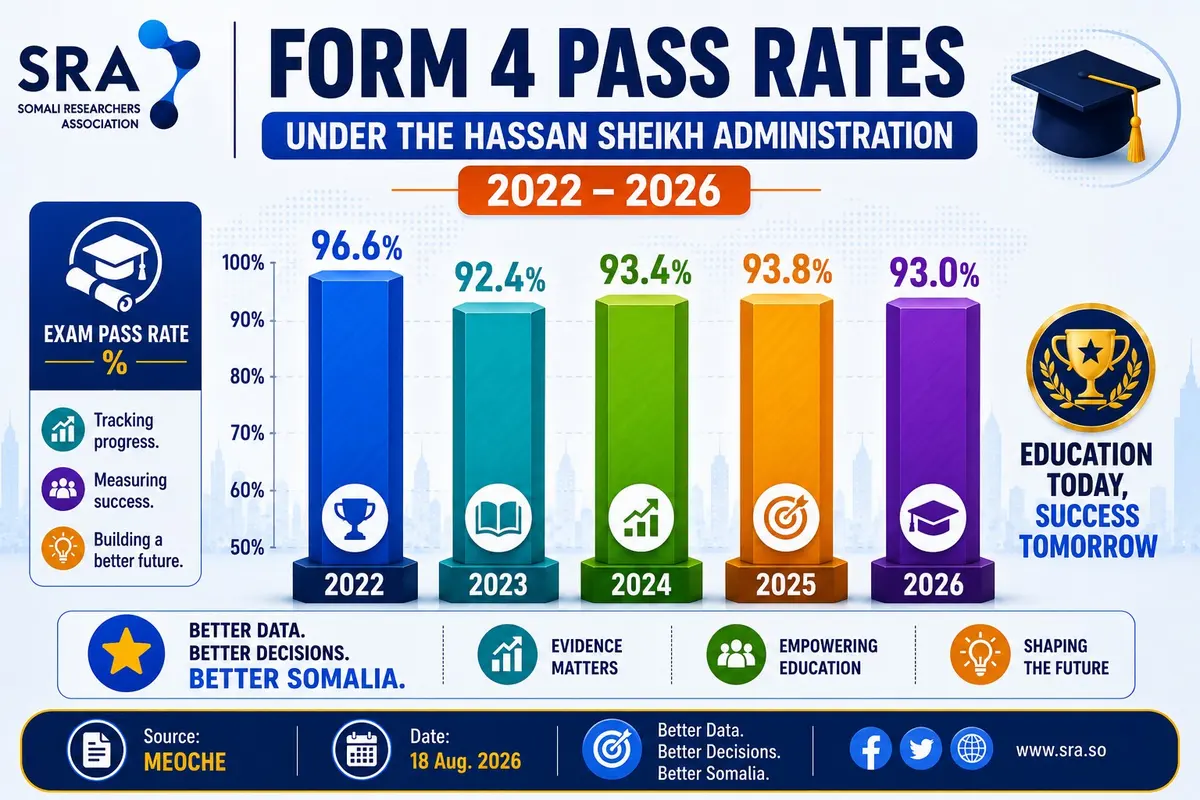 SRA
SOMALI RESEARCHERS
ASSOCIATION
FORM 4 PASS RATES
UNDER THE HASSAN SHEIKH ADMINISTRATION
2022 – 2026
EXAM PASS RATE
%
Tracking
progress.
Measuring
success.
Building a
better future.
100%
90%
80%
70%
60%
50%
96.6%
92.4%
93.4%
93.8%
93.0%
2022
2023
2024
2025
2026
EDUCATION
TODAY,
SUCCESS
TOMORROW
BETTER DATA.
BETTER DECISIONS.
BETTER SOMALIA.
EVIDENCE
MATTERS
EMPOWERING
EDUCATION
SHAPING
THE FUTURE
Source:
MEOCHE
Date:
18 Aug. 2026
Better Data.
Better Decisions.
Better Somalia.
www.sra.so